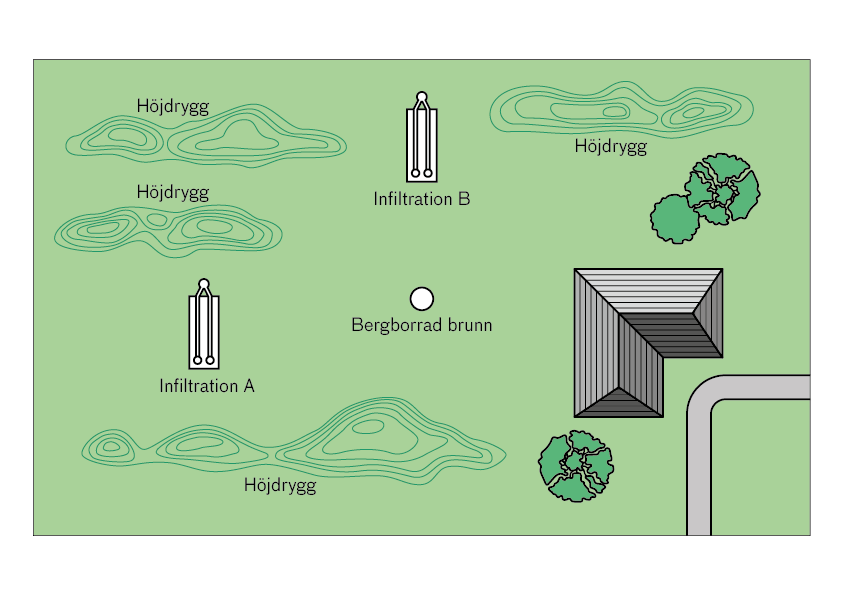 Höjdrygg
Höjdrygg
Höjdrygg
Infiltration B
Bergborrad brunn
Infiltration A
Höjdrygg